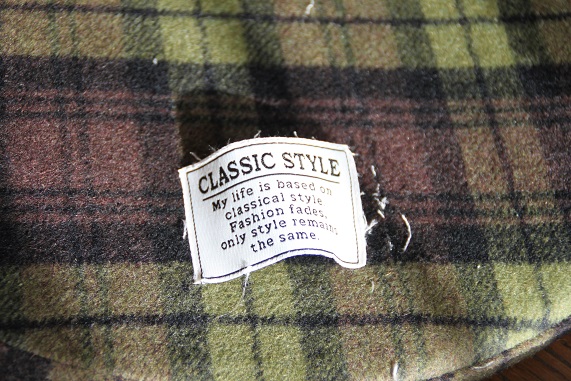 CLASSIC STYLE
My life is based on
classical style
Fashion fades,
only style remains
the same.